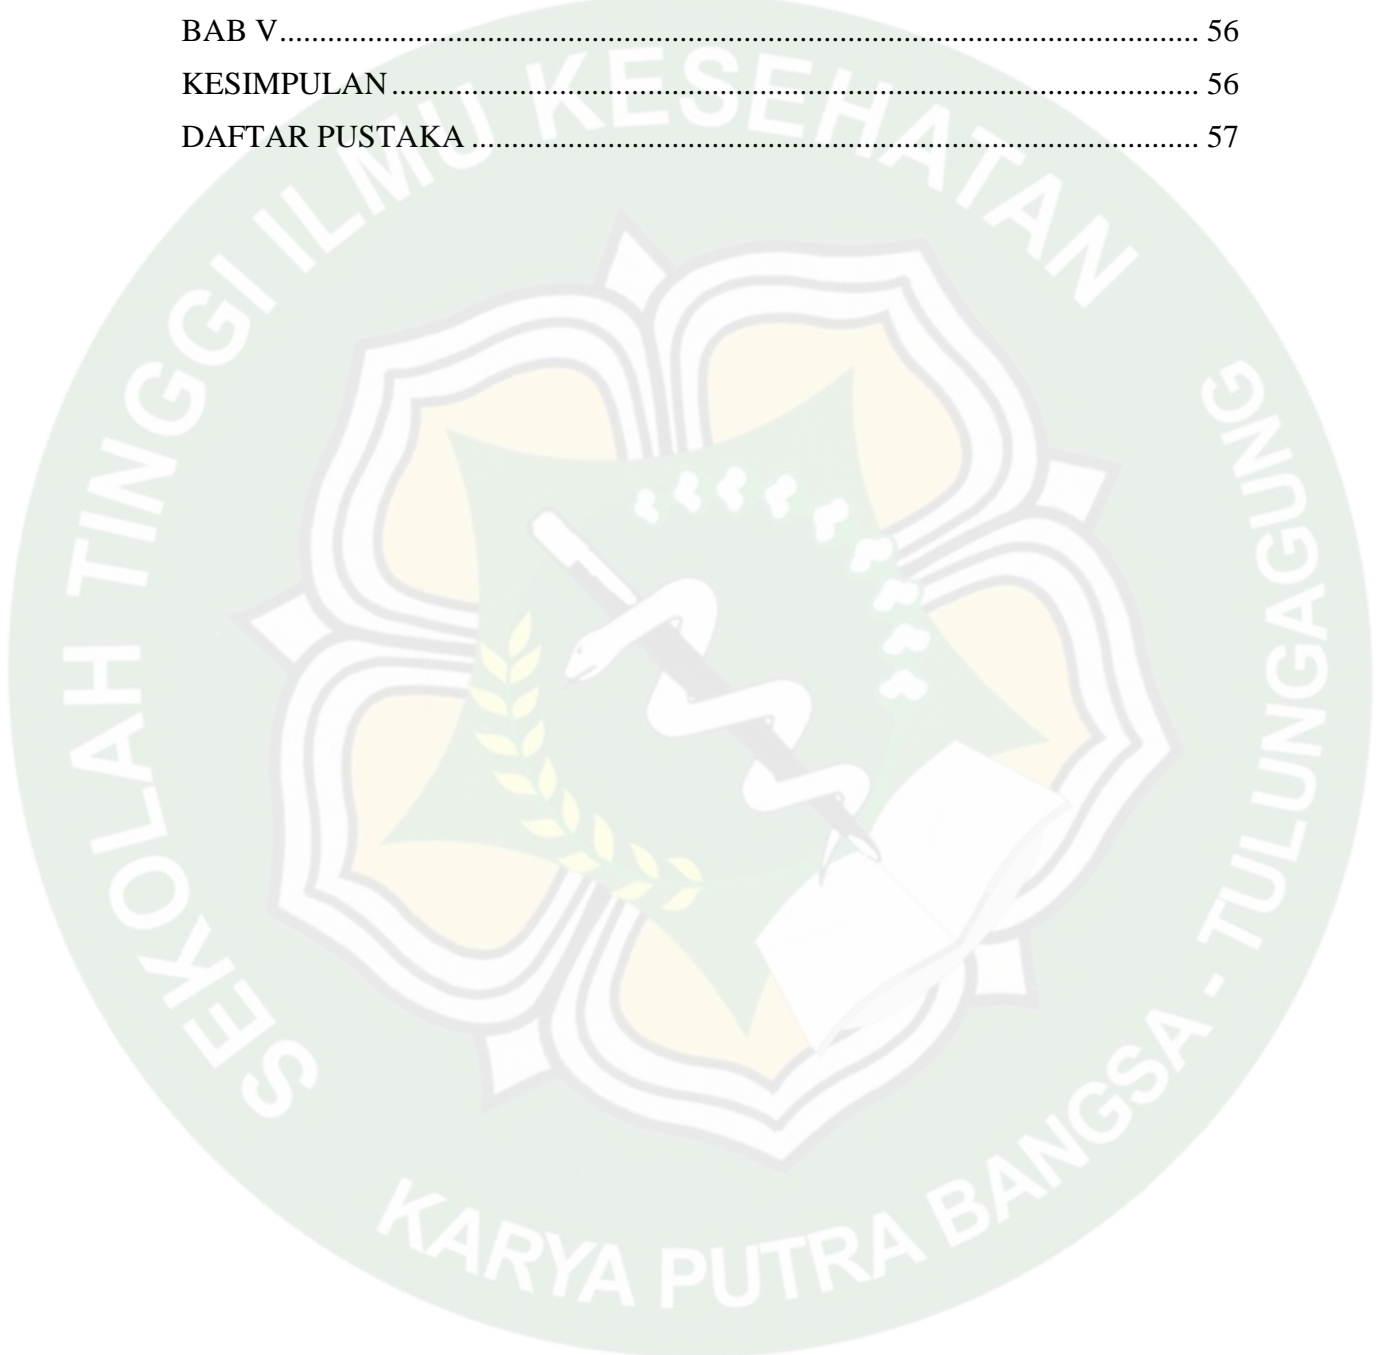 BAB V.................................................................................................................... 56
KESIMPULAN...................................................................................................... 56
DAFTAR PUSTAKA ........................................................................................... 57
SEKOLAH TINGGI ILMU KESEHATAN
KARYA PUTRA BANGSA - TULUNGAGUNG